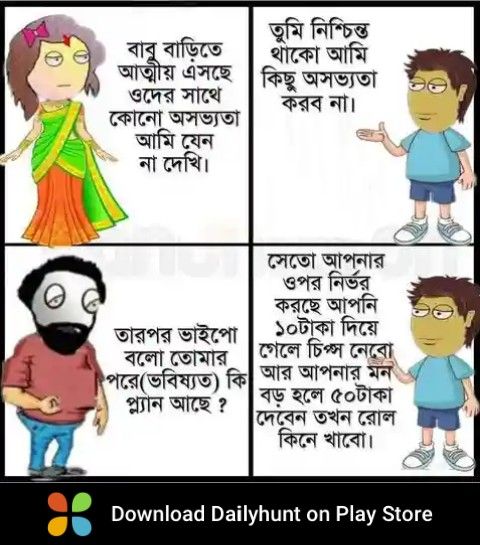 বাবু বাড়িতে
আত্মীয় এসছে
ওদের সাথে
কোনো অসভ্যতা
আমি যেন
না দেখি।
তুমি নিশ্চিন্ত
থাকো আমি
কিছু অসভ্যতা
করব না।
তারপর ভাইপো
বলো তোমার
পরে(ভবিষ্যত) কি
প্ল্যান আছে ?
সেতো আপনার
ওপর নির্ভর
করছে আপনি
১০টাকা দিয়ে
গেলে চিপ্স নেবো
আর আপনার মন
বড় হলে ৫০টাকা
দেবেন তখন রোল
কিনে খাবো।
Download Dailyhunt on Play Store